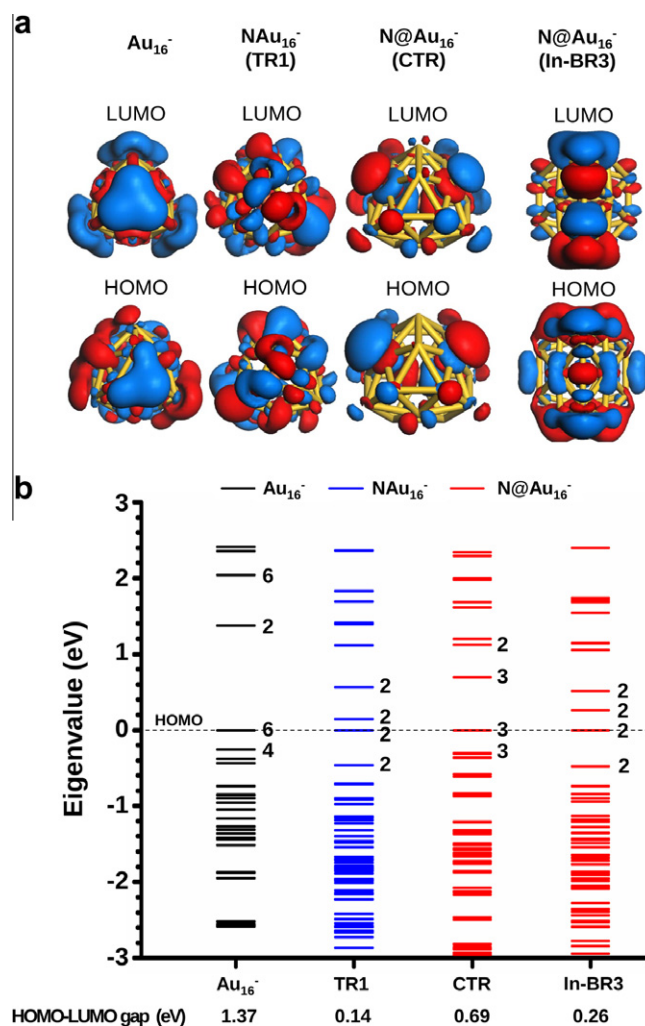 a
Au₁₆⁻ NAu₁₆⁻ N@Au₁₆⁻ N@Au₁₆⁻
(TR1) (CTR) (In-BR3)
LUMO LUMO LUMO LUMO
HOMO HOMO HOMO HOMO
b
Au₁₆⁻ NAu₁₆⁻ N@Au₁₆⁻
Eigenvalue (eV)
3
2
1
0
-1
-2
-3
HOMO
6
2
6
4
2
2
2
2
2
3
3
3
2
2
2
2
Au₁₆⁻ TR1 CTR In-BR3
HOMO-LUMO gap (eV) 1.37 0.14 0.69 0.26